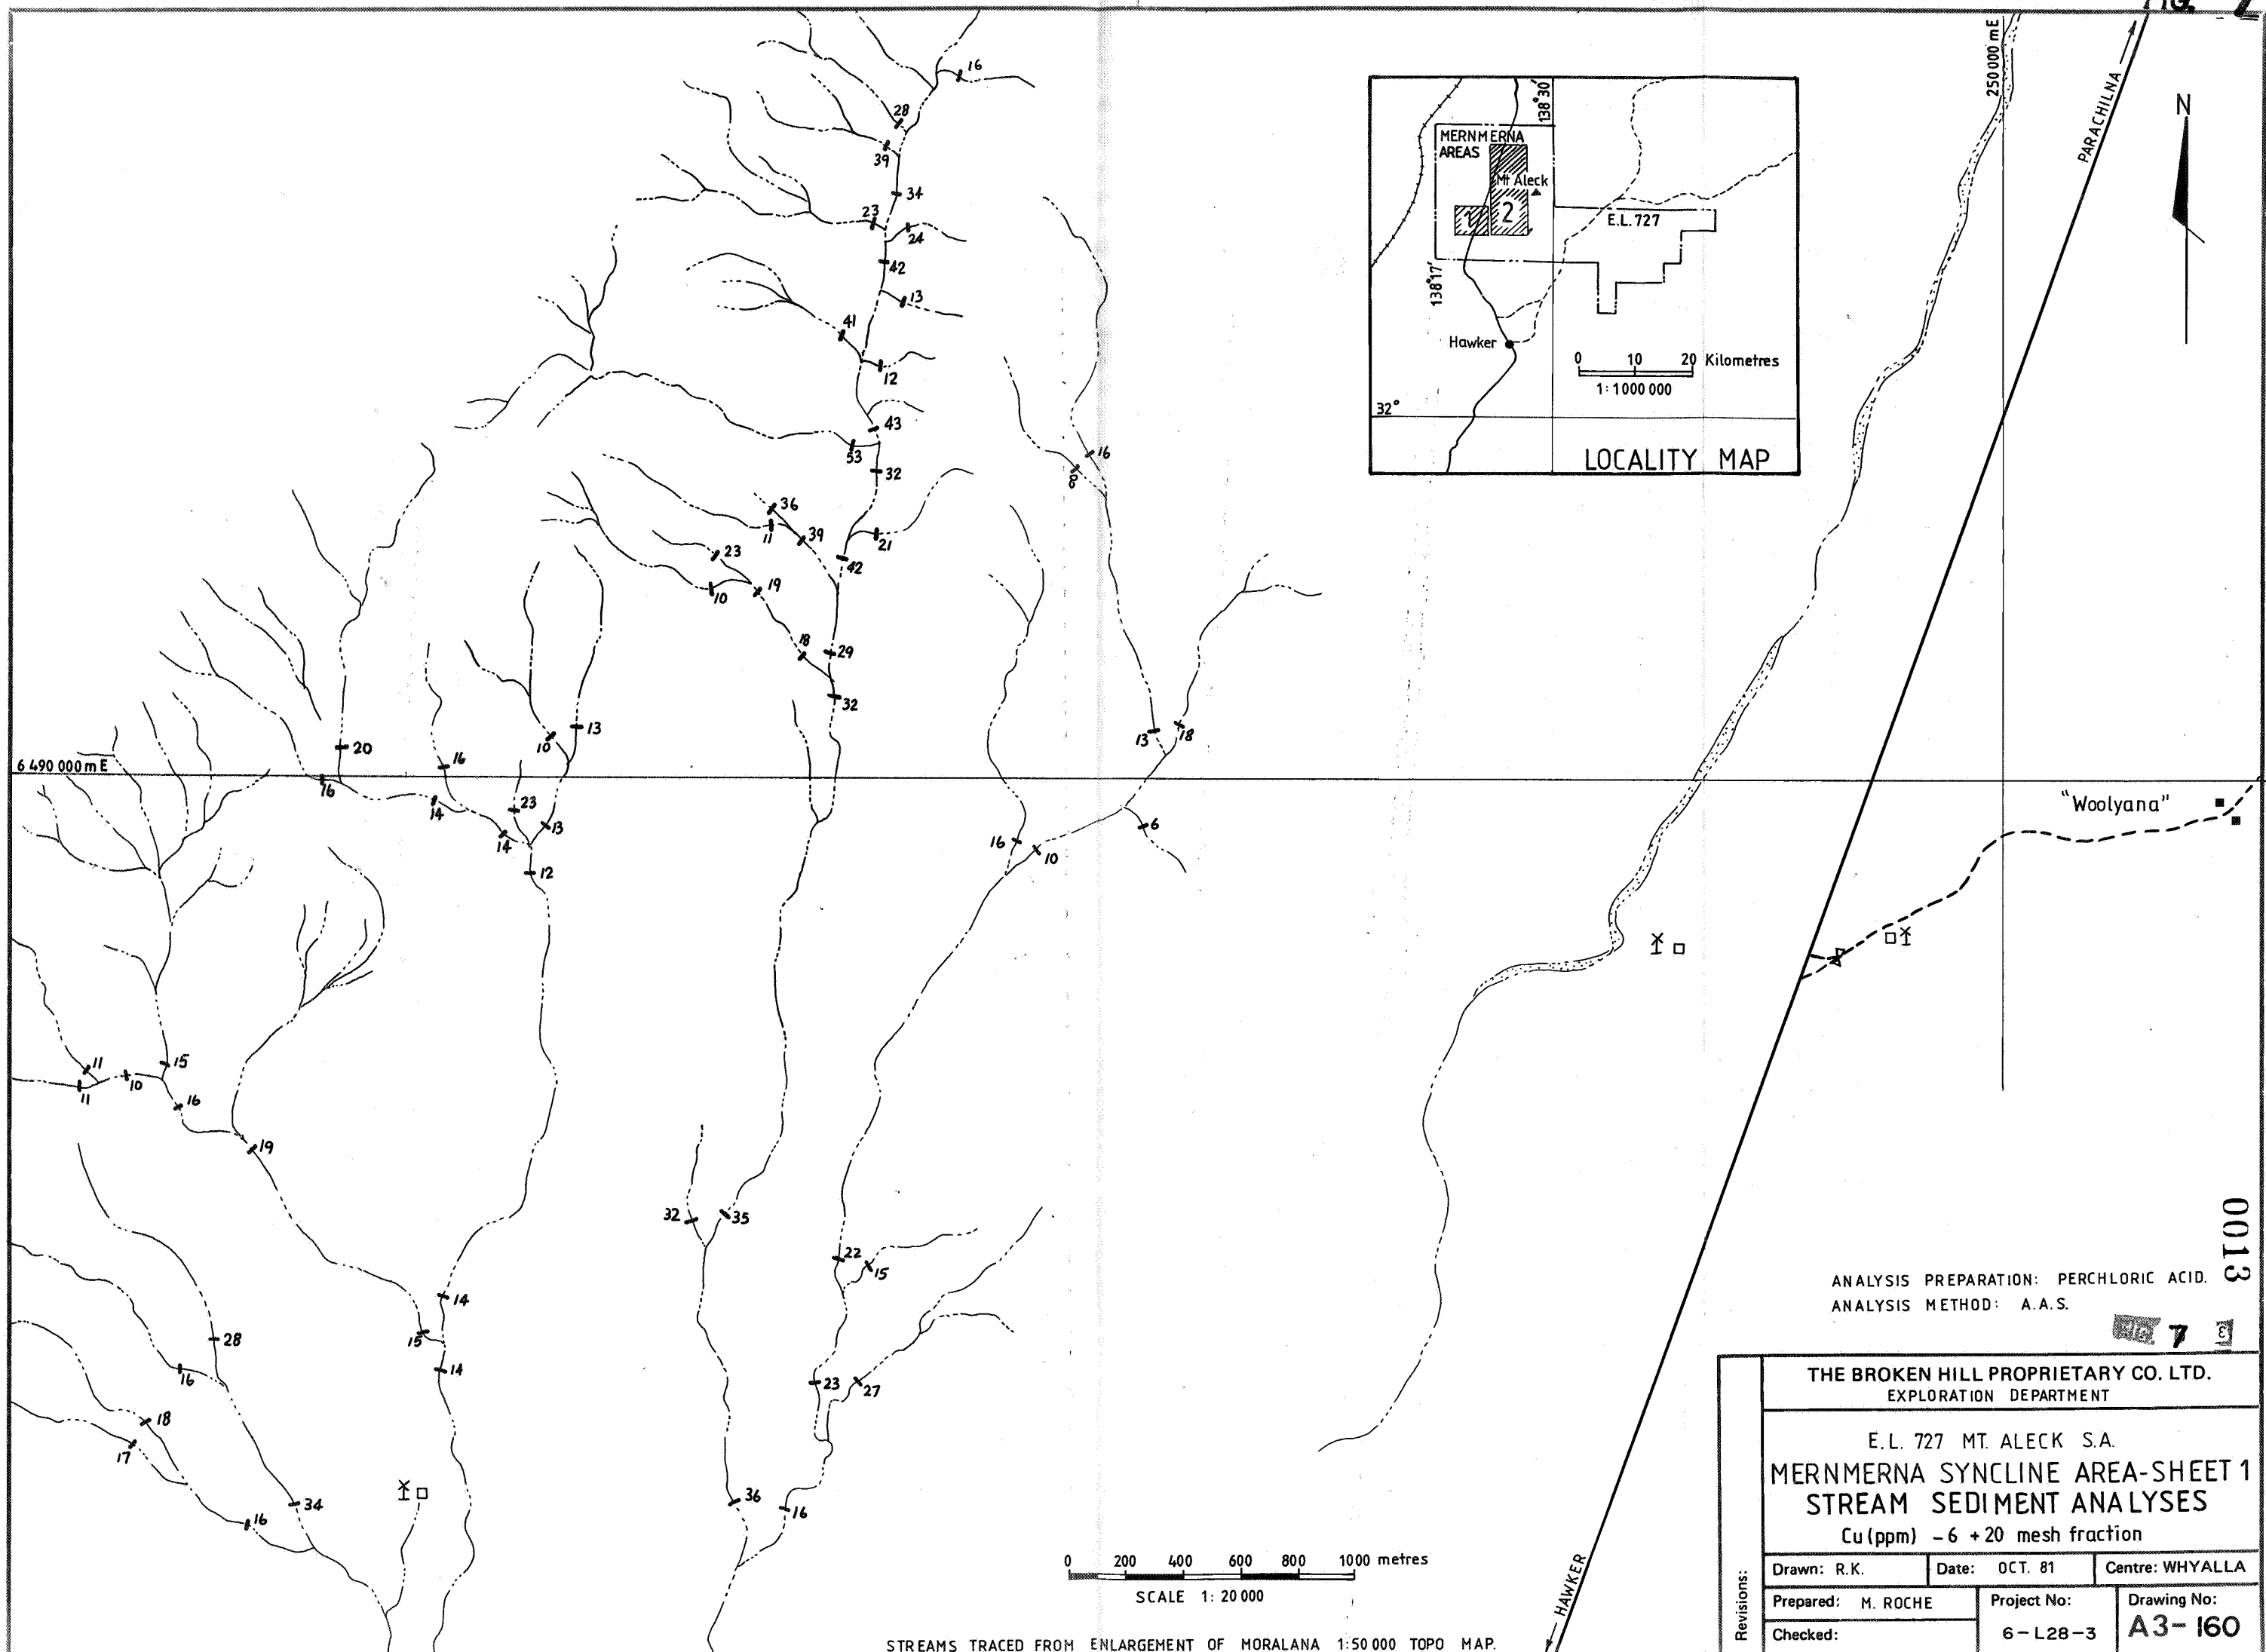 FIG. 7
16
28
39
34
23
24
42
13
41
12
43
53
32
36
11
39
21
42
23
10
19
18
29
32
16
8
13
18
6
16
10
20
16
16
14
10
13
23
13
14
12
11
11
10
15
16
19
32
35
22
15
23
27
36
16
14
15
14
28
16
18
17
34
16
6 490 000 m E
250 000 mE
PARACHILNA
N
HAWKER
"Woolyana"
138°30'
MERNMERNA
AREAS
Mt Aleck
1
2
E.L. 727
138°17'
Hawker
0 10 20 Kilometres
1: 1 000 000
32°
LOCALITY MAP
0013
ANALYSIS PREPARATION: PERCHLORIC ACID.
ANALYSIS METHOD: A.A.S.
FIG. 7
0 200 400 600 800 1000 metres
SCALE 1: 20 000
STREAMS TRACED FROM ENLARGEMENT OF MORALANA 1:50 000 TOPO MAP.
Revisions:
THE BROKEN HILL PROPRIETARY CO. LTD.
EXPLORATION DEPARTMENT
E.L. 727 MT. ALECK S.A.
MERNMERNA SYNCLINE AREA-SHEET 1
STREAM SEDIMENT ANALYSES
Cu (ppm) -6 +20 mesh fraction
Drawn: R.K. Date: OCT. 81 Centre: WHYALLA
Prepared: M. ROCHE Project No: Drawing No:
Checked: 6-L28-3 A3-160